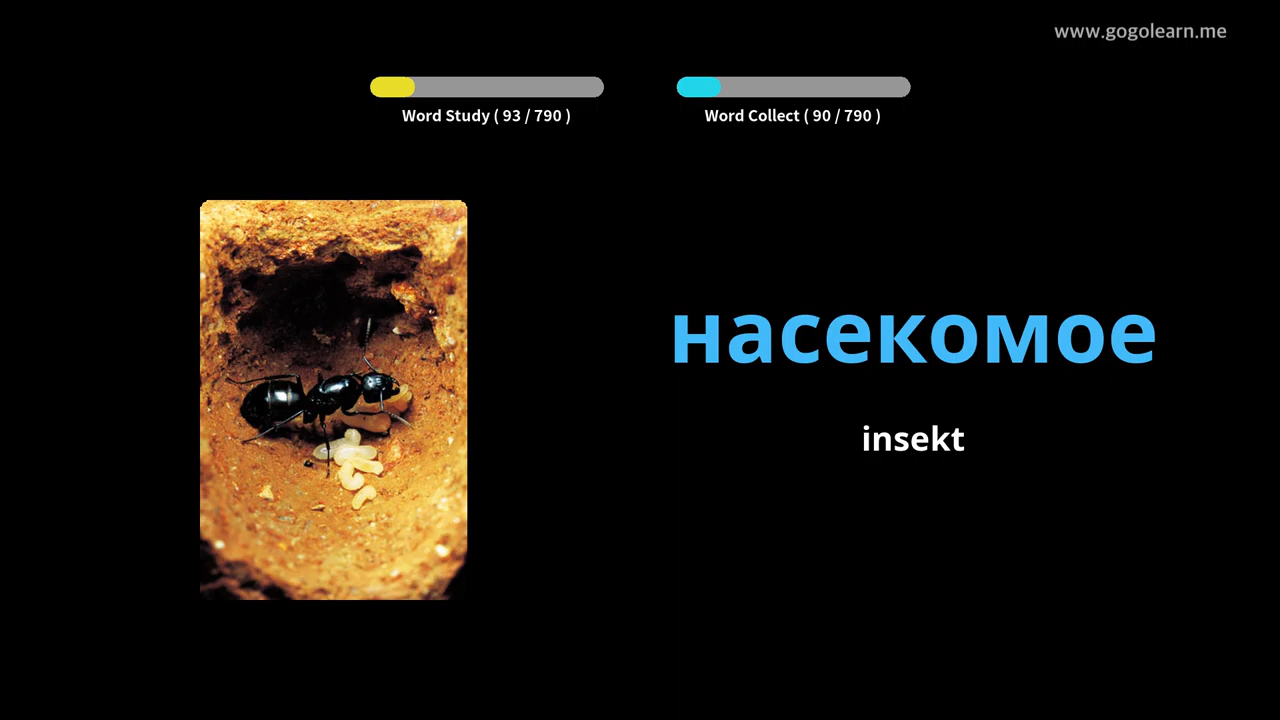 www.gogolearn.me
Word Study ( 93 / 790 )
Word Collect ( 90 / 790 )
насекомое
insekt